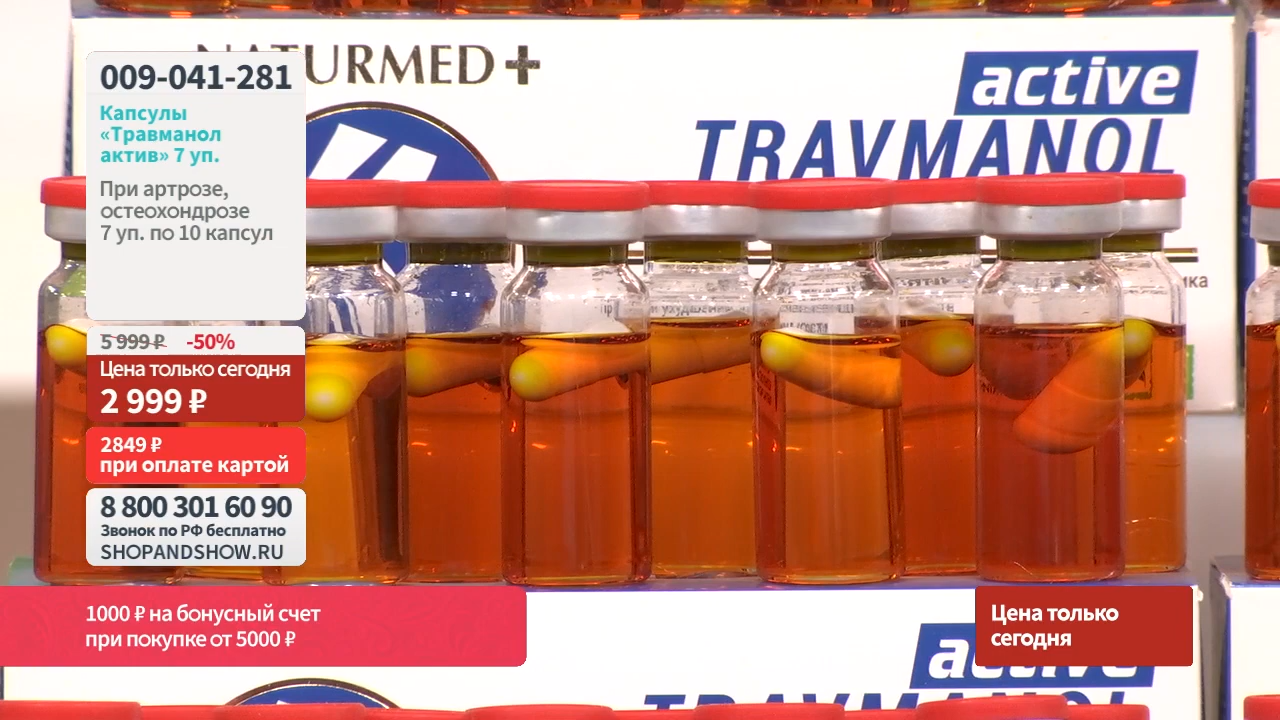 NATURMED+
active
TRAVMANOL
009-041-281
Капсулы
«Травманол
актив» 7 уп.
При артрозе,
остеохондрозе
7 уп. по 10 капсул
5 999 ₽ -50%
Цена только сегодня
2 999 ₽
2849 ₽
при оплате картой
8 800 301 60 90
Звонок по РФ бесплатно
SHOPANDSHOW.RU
1000 ₽ на бонусный счет
при покупке от 5000 ₽
Цена только
сегодня
active
TRAVMANOL